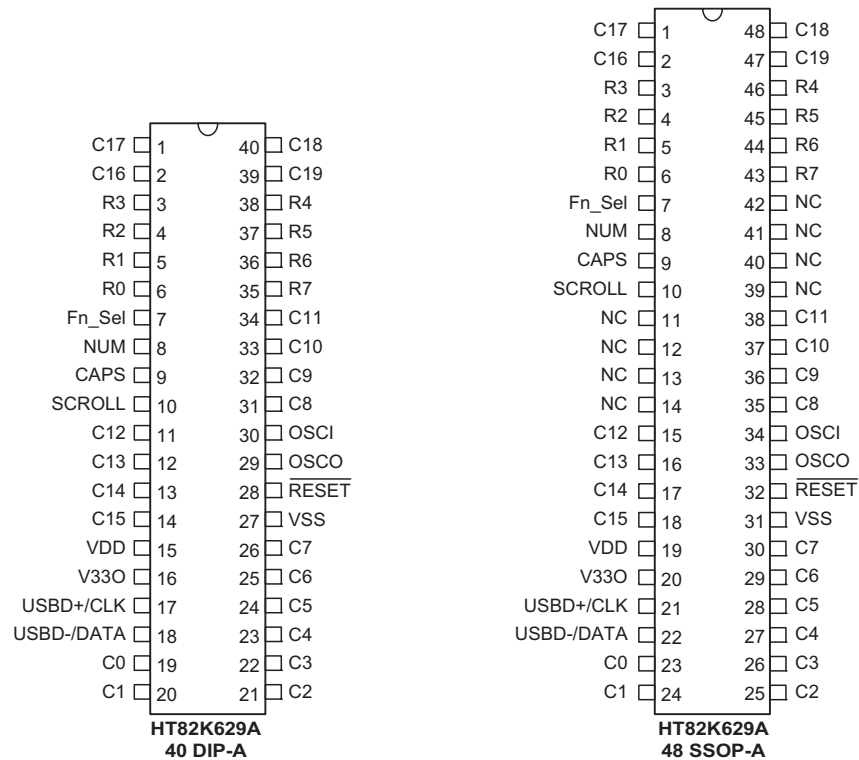 C17 1 40 C18
C16 2 39 C19
R3 3 38 R4
R2 4 37 R5
R1 5 36 R6
R0 6 35 R7
Fn_Sel 7 34 C11
NUM 8 33 C10
CAPS 9 32 C9
SCROLL 10 31 C8
C12 11 30 OSCI
C13 12 29 OSCO
C14 13 28 RESET
C15 14 27 VSS
VDD 15 26 C7
V33O 16 25 C6
USBD+/CLK 17 24 C5
USBD-/DATA 18 23 C4
C0 19 22 C3
C1 20 21 C2
HT82K629A
40 DIP-A
C17 1 48 C18
C16 2 47 C19
R3 3 46 R4
R2 4 45 R5
R1 5 44 R6
R0 6 43 R7
Fn_Sel 7 42 NC
NUM 8 41 NC
CAPS 9 40 NC
SCROLL 10 39 NC
NC 11 38 C11
NC 12 37 C10
NC 13 36 C9
NC 14 35 C8
C12 15 34 OSCI
C13 16 33 OSCO
C14 17 32 RESET
C15 18 31 VSS
VDD 19 30 C7
V33O 20 29 C6
USBD+/CLK 21 28 C5
USBD-/DATA 22 27 C4
C0 23 26 C3
C1 24 25 C2
HT82K629A
48 SSOP-A